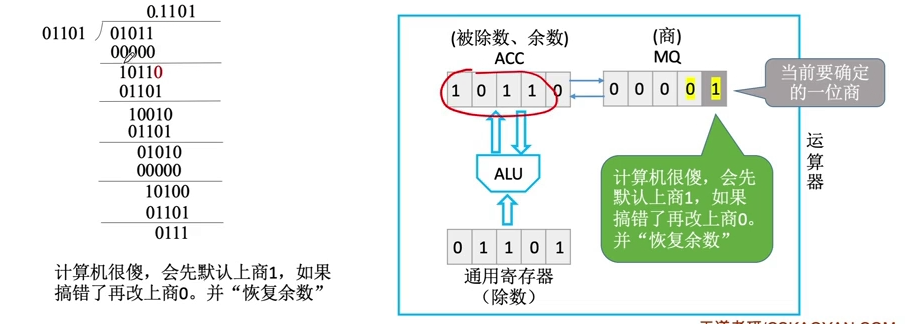 0.1101
01101 01011
00000
10110
01101
10010
01101
01010
00000
10100
01101
0111
计算机很傻，会先默认上商1，如果
搞错了再改上商0。并“恢复余数”
(被除数、余数)
ACC
(商)
MQ
1 0 1 1 0
0 0 0 0 1
当前要确定
的一位商
ALU
运算器
计算机很傻，会先
默认上商1，如果
搞错了再改上商0。
并“恢复余数”
0 1 1 0 1
通用寄存器
(除数)